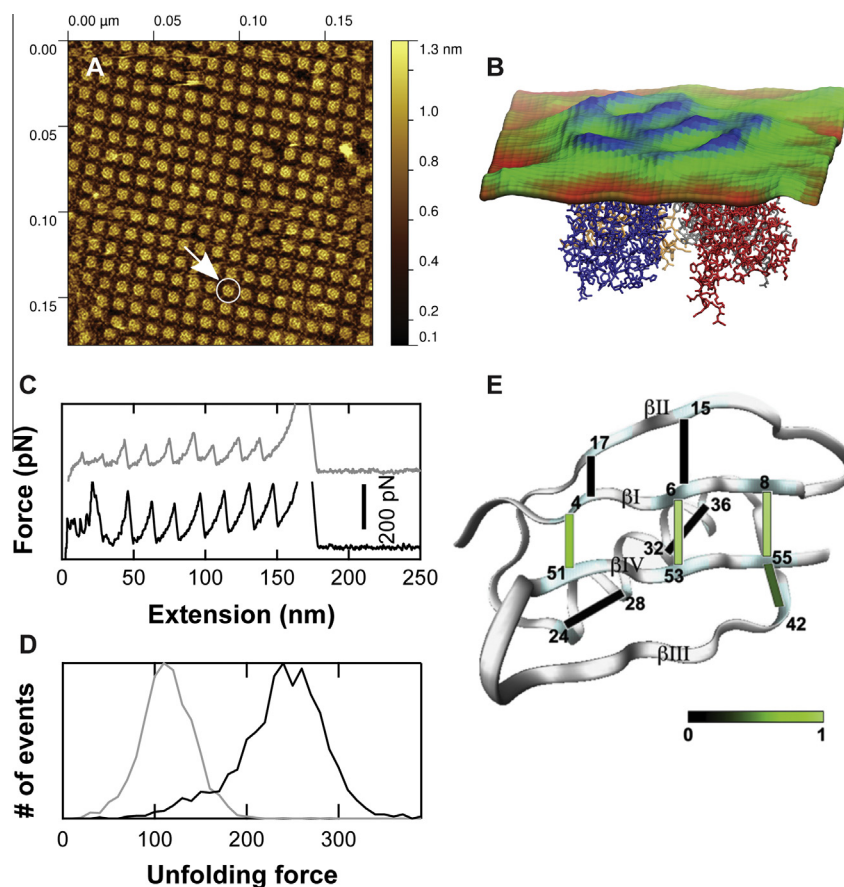 0.00 µm 0.05 0.10 0.15
0.00
0.05
0.10
0.15
A
1.3 nm
1.0
0.8
0.6
0.4
0.2
0.1
B
C
Force (pN)
200 pN
0 50 100 150 200 250
Extension (nm)
D
# of events
0 100 200 300
Unfolding force
E
βII 15
17
βI 6 8
4 36
32
51 βIV 53 55
28
24 42
βIII
0 1